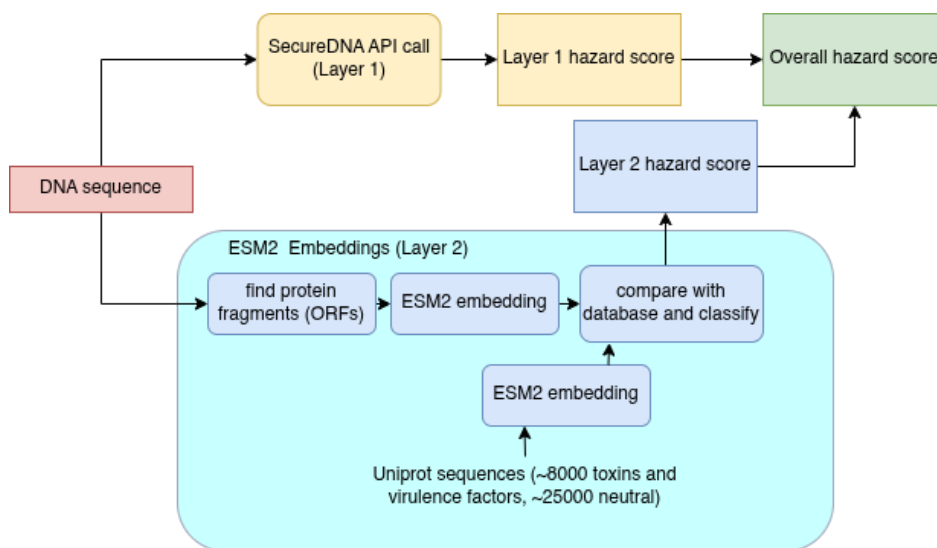 SecureDNA API call
(Layer 1)
Layer 1 hazard score
Overall hazard score
Layer 2 hazard score
DNA sequence
ESM2  Embeddings (Layer 2)
find protein
fragments (ORFs)
ESM2 embedding
compare with
database and classify
ESM2 embedding
Uniprot sequences (~8000 toxins and
virulence factors, ~25000 neutral)